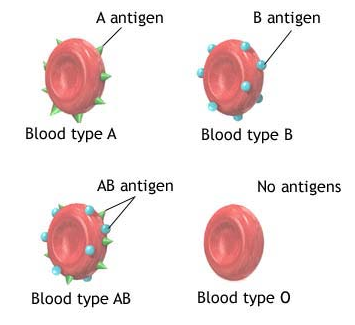 A antigen
B antigen
Blood type A
Blood type B
AB antigen
No antigens
Blood type AB
Blood type O